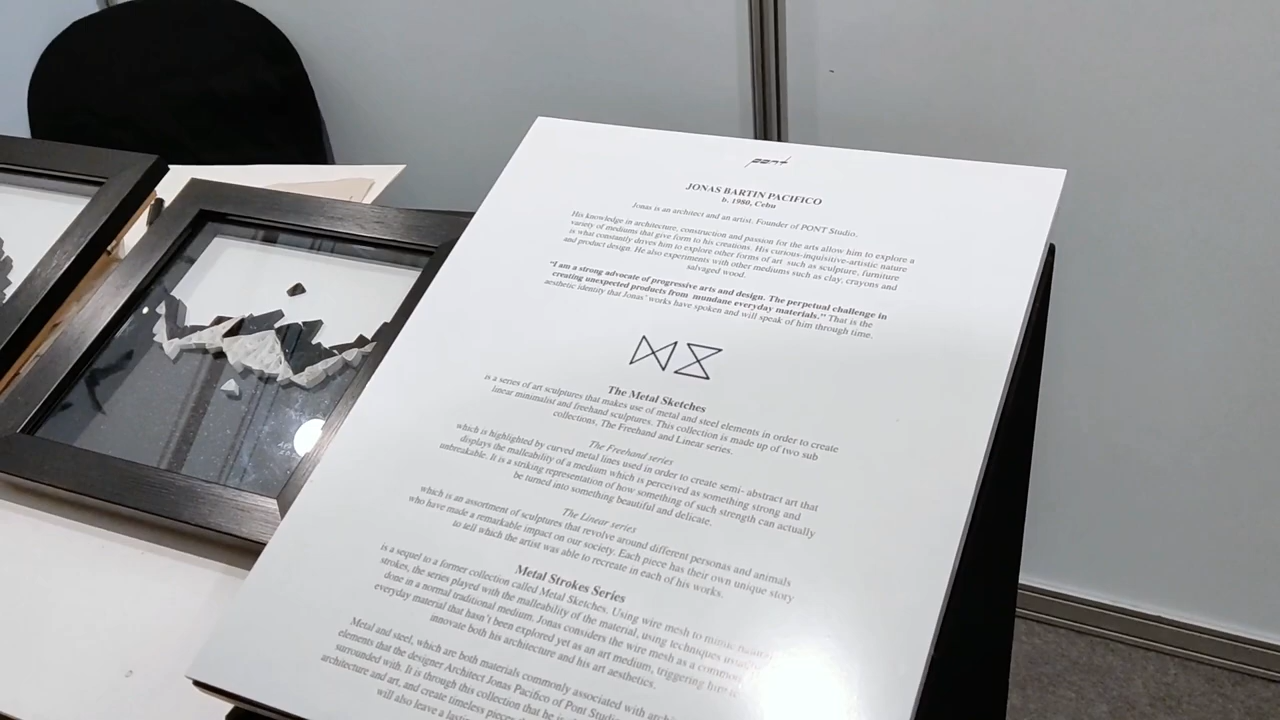 pont
JONAS BARTIN PACIFICO
b. 1980, Cebu
Jonas is an architect and an artist. Founder of PONT Studio.
His knowledge in architecture, construction and passion for the arts allow him to explore a
variety of mediums that give form to his creations. His curious-inquisitive-artistic nature
is what constantly drives him to explore other forms of art such as sculpture, furniture
and product design. He also experiments with other mediums such as clay, crayons and
salvaged wood.
"I am a strong advocate of progressive arts and design. The perpetual challenge in
creating unexpected products from mundane everyday materials." That is the
aesthetic identity that Jonas' works have spoken and will speak of him through time.
The Metal Sketches
is a series of art sculptures that makes use of metal and steel elements in order to create
linear minimalist and freehand sculptures. This collection is made up of two sub
collections, The Freehand and Linear series.
The Freehand series
which is highlighted by curved metal lines used in order to create semi- abstract art that
displays the malleability of a medium which is perceived as something strong and
unbreakable. It is a striking representation of how something of such strength can actually
be turned into something beautiful and delicate.
The Linear series
which is an assortment of sculptures that revolve around different personas and animals
who have made a remarkable impact on our society. Each piece has their own unique story
to tell which the artist was able to recreate in each of his works.
Metal Strokes Series
is a sequel to a former collection called Metal Sketches. Using wire mesh to mimic
strokes, the series played with the malleability of the material, using techniques
done in a normal traditional medium. Jonas considers the wire mesh as a common
everyday material that hasn't been explored yet as an art medium, triggering him to
innovate both his architecture and his art aesthetics.
Metal and steel, which are both materials commonly associated with
elements that the designer Architect Jonas Pacifico of Pont
surrounded with. It is through this collection that he
architecture and art, and create timeless pieces
will also leave a